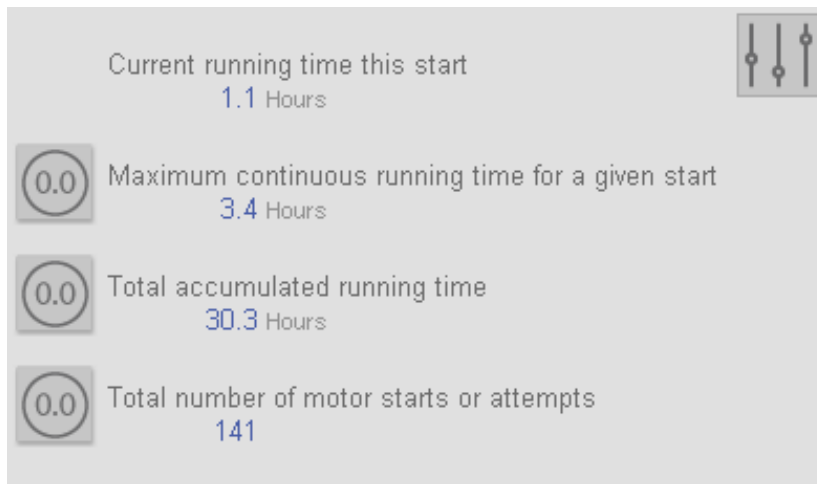 Current running time this start
1.1 Hours
0.0 Maximum continuous running time for a given start
3.4 Hours
0.0 Total accumulated running time
30.3 Hours
0.0 Total number of motor starts or attempts
141